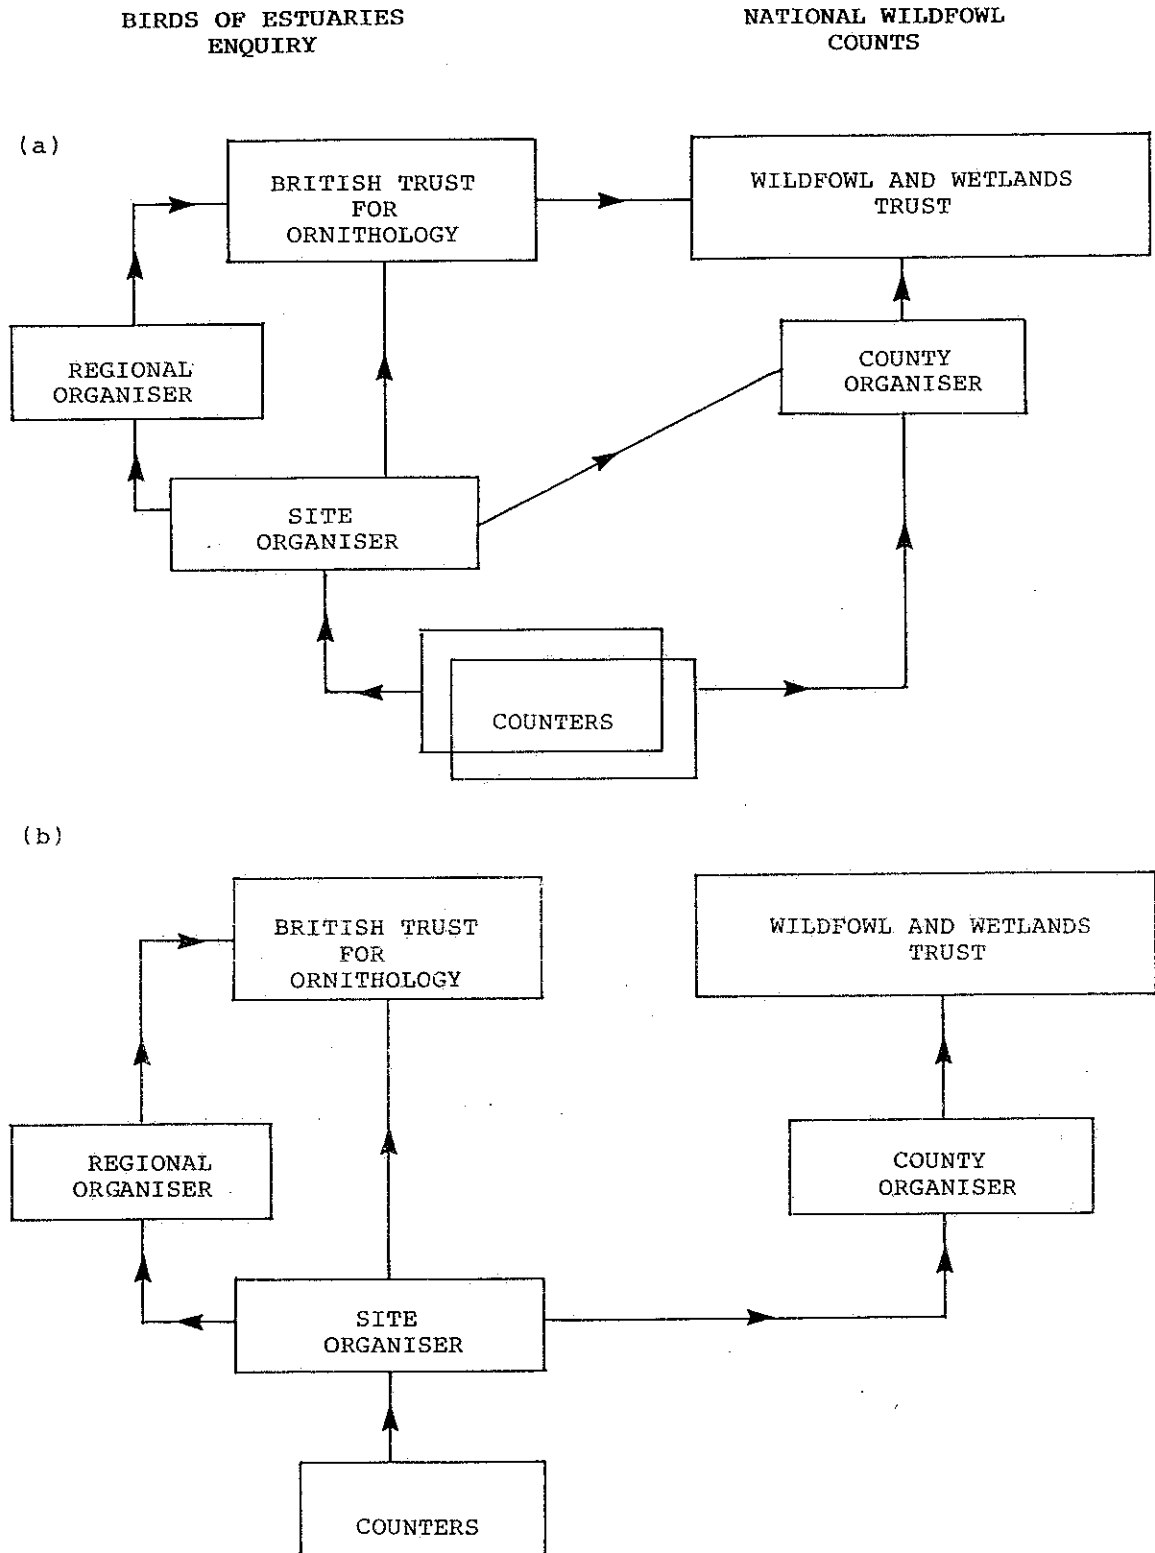 BIRDS OF ESTUARIES
ENQUIRY
NATIONAL WILDFOWL
COUNTS
(a)
BRITISH TRUST
FOR
ORNITHOLOGY
WILDFOWL AND WETLANDS
TRUST
REGIONAL
ORGANISER
COUNTY
ORGANISER
SITE
ORGANISER
COUNTERS
(b)
BRITISH TRUST
FOR
ORNITHOLOGY
WILDFOWL AND WETLANDS
TRUST
REGIONAL
ORGANISER
COUNTY
ORGANISER
SITE
ORGANISER
COUNTERS